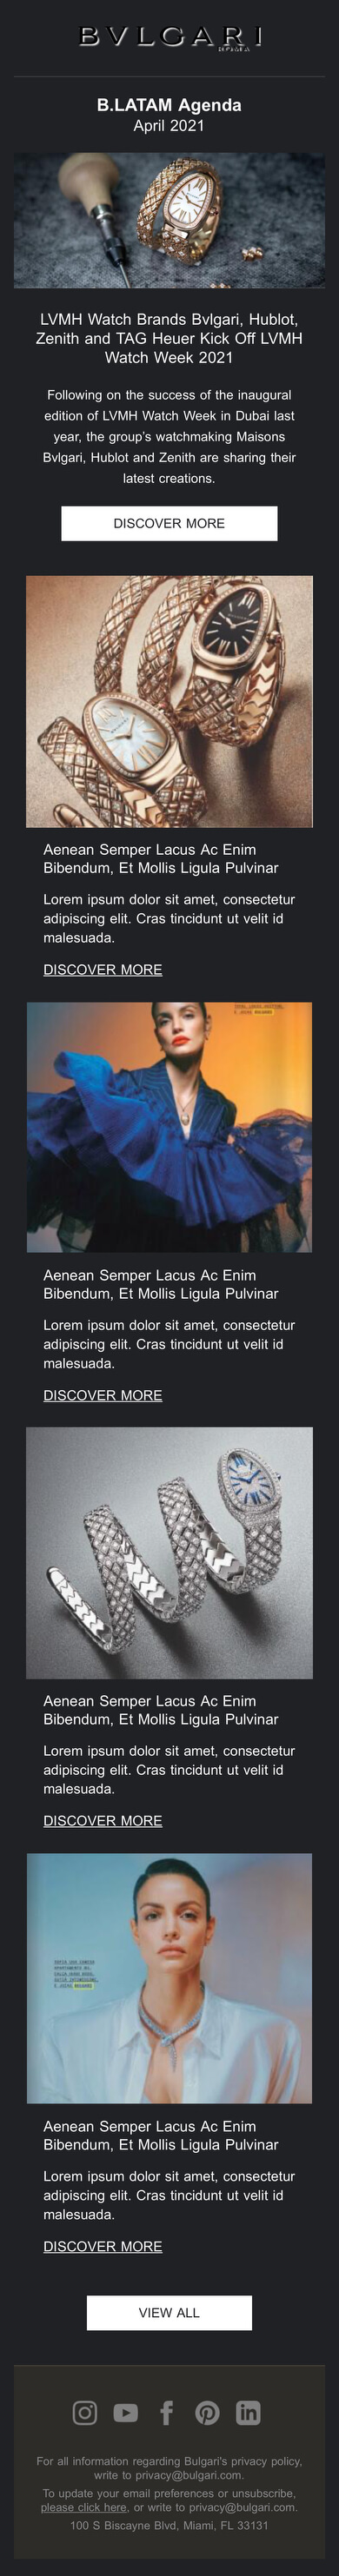 BVLGARI
ROMA
B.LATAM Agenda
April 2021
LVMH Watch Brands Bvlgari, Hublot,
Zenith and TAG Heuer Kick Off LVMH
Watch Week 2021
Following on the success of the inaugural
edition of LVMH Watch Week in Dubai last
year, the group's watchmaking Maisons
Bvlgari, Hublot and Zenith are sharing their
latest creations.
DISCOVER MORE
Aenean Semper Lacus Ac Enim
Bibendum, Et Mollis Ligula Pulvinar
Lorem ipsum dolor sit amet, consectetur
adipiscing elit. Cras tincidunt ut velit id
malesuada.
DISCOVER MORE
Aenean Semper Lacus Ac Enim
Bibendum, Et Mollis Ligula Pulvinar
Lorem ipsum dolor sit amet, consectetur
adipiscing elit. Cras tincidunt ut velit id
malesuada.
DISCOVER MORE
Aenean Semper Lacus Ac Enim
Bibendum, Et Mollis Ligula Pulvinar
Lorem ipsum dolor sit amet, consectetur
adipiscing elit. Cras tincidunt ut velit id
malesuada.
DISCOVER MORE
Aenean Semper Lacus Ac Enim
Bibendum, Et Mollis Ligula Pulvinar
Lorem ipsum dolor sit amet, consectetur
adipiscing elit. Cras tincidunt ut velit id
malesuada.
DISCOVER MORE
VIEW ALL
For all information regarding Bulgari's privacy policy,
write to privacy@bulgari.com.
To update your email preferences or unsubscribe,
please click here, or write to privacy@bulgari.com.
100 S Biscayne Blvd, Miami, FL 33131